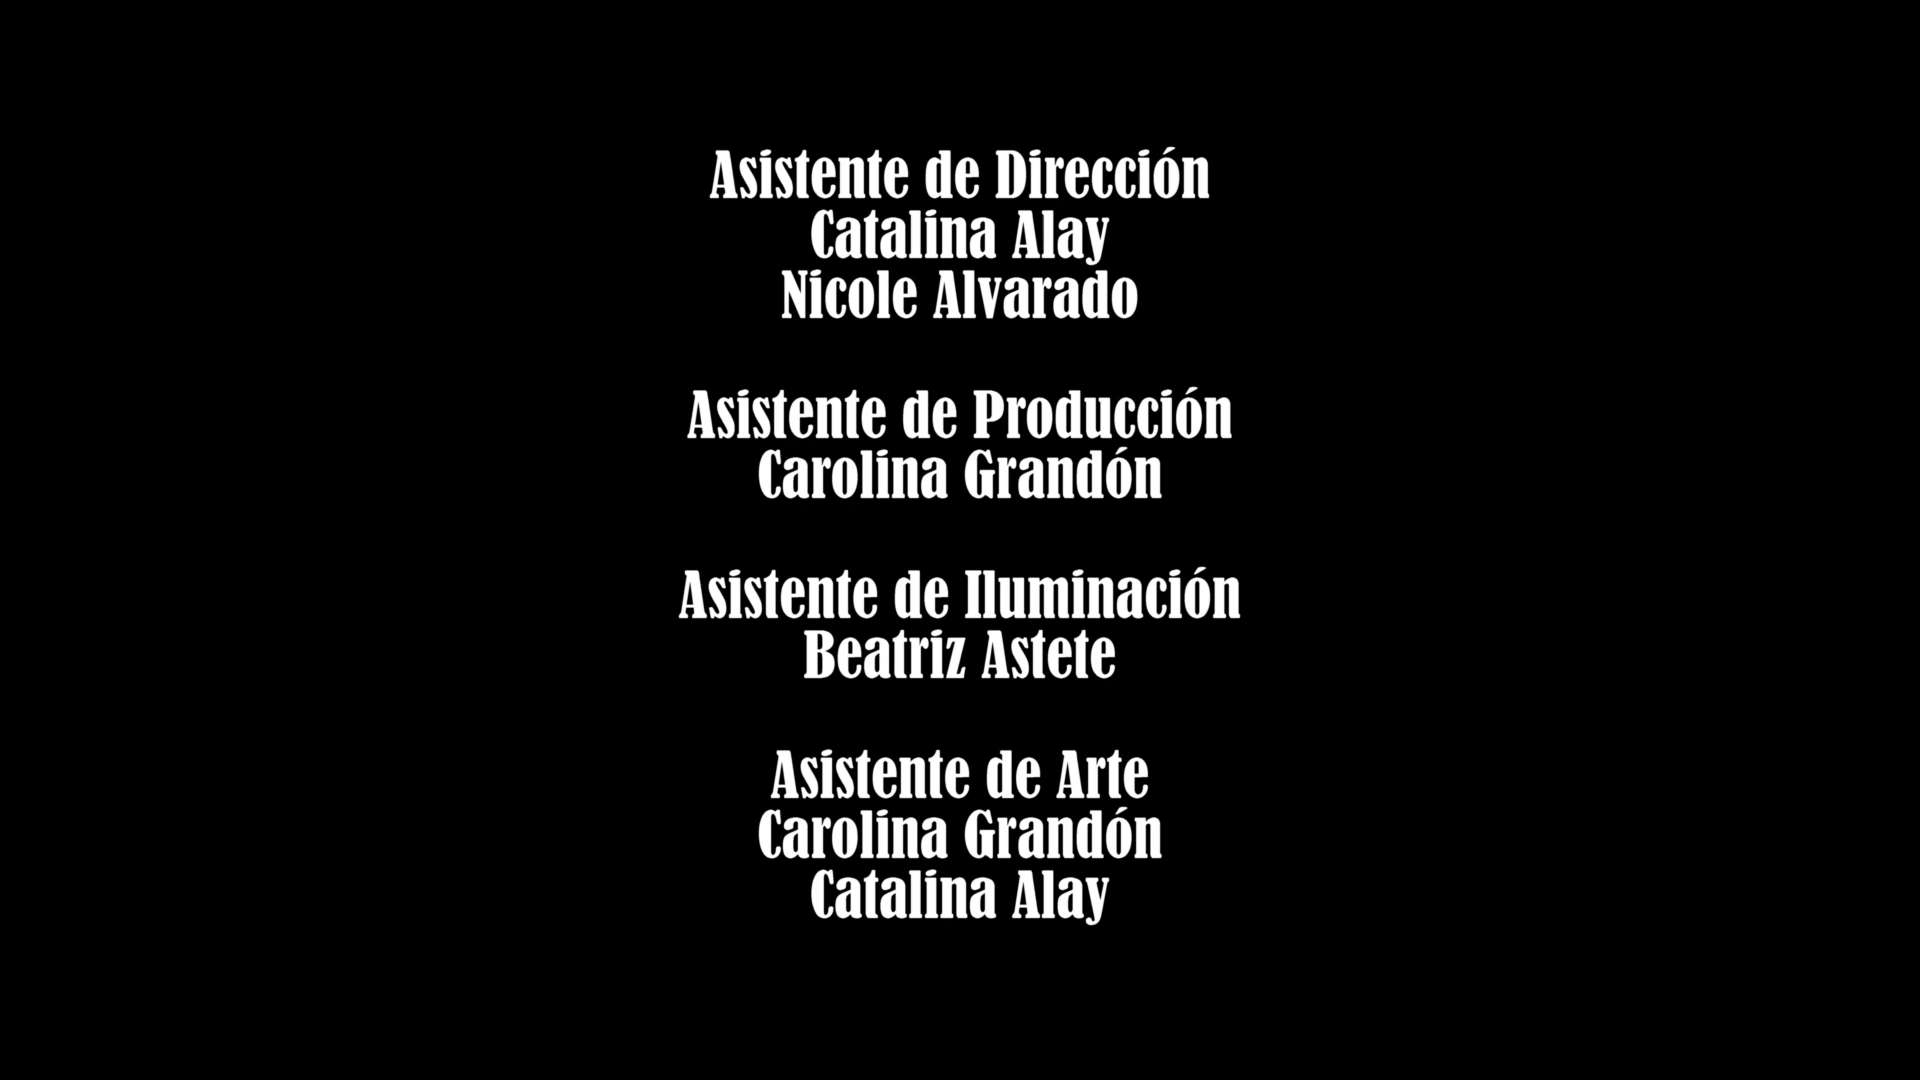 Asistente de Dirección
Catalina Alay
Nicole Alvarado
Asistente de Producción
Carolina Grandón
Asistente de Iluminación
Beatriz Astete
Asistente de Arte
Carolina Grandón
Catalina Alay